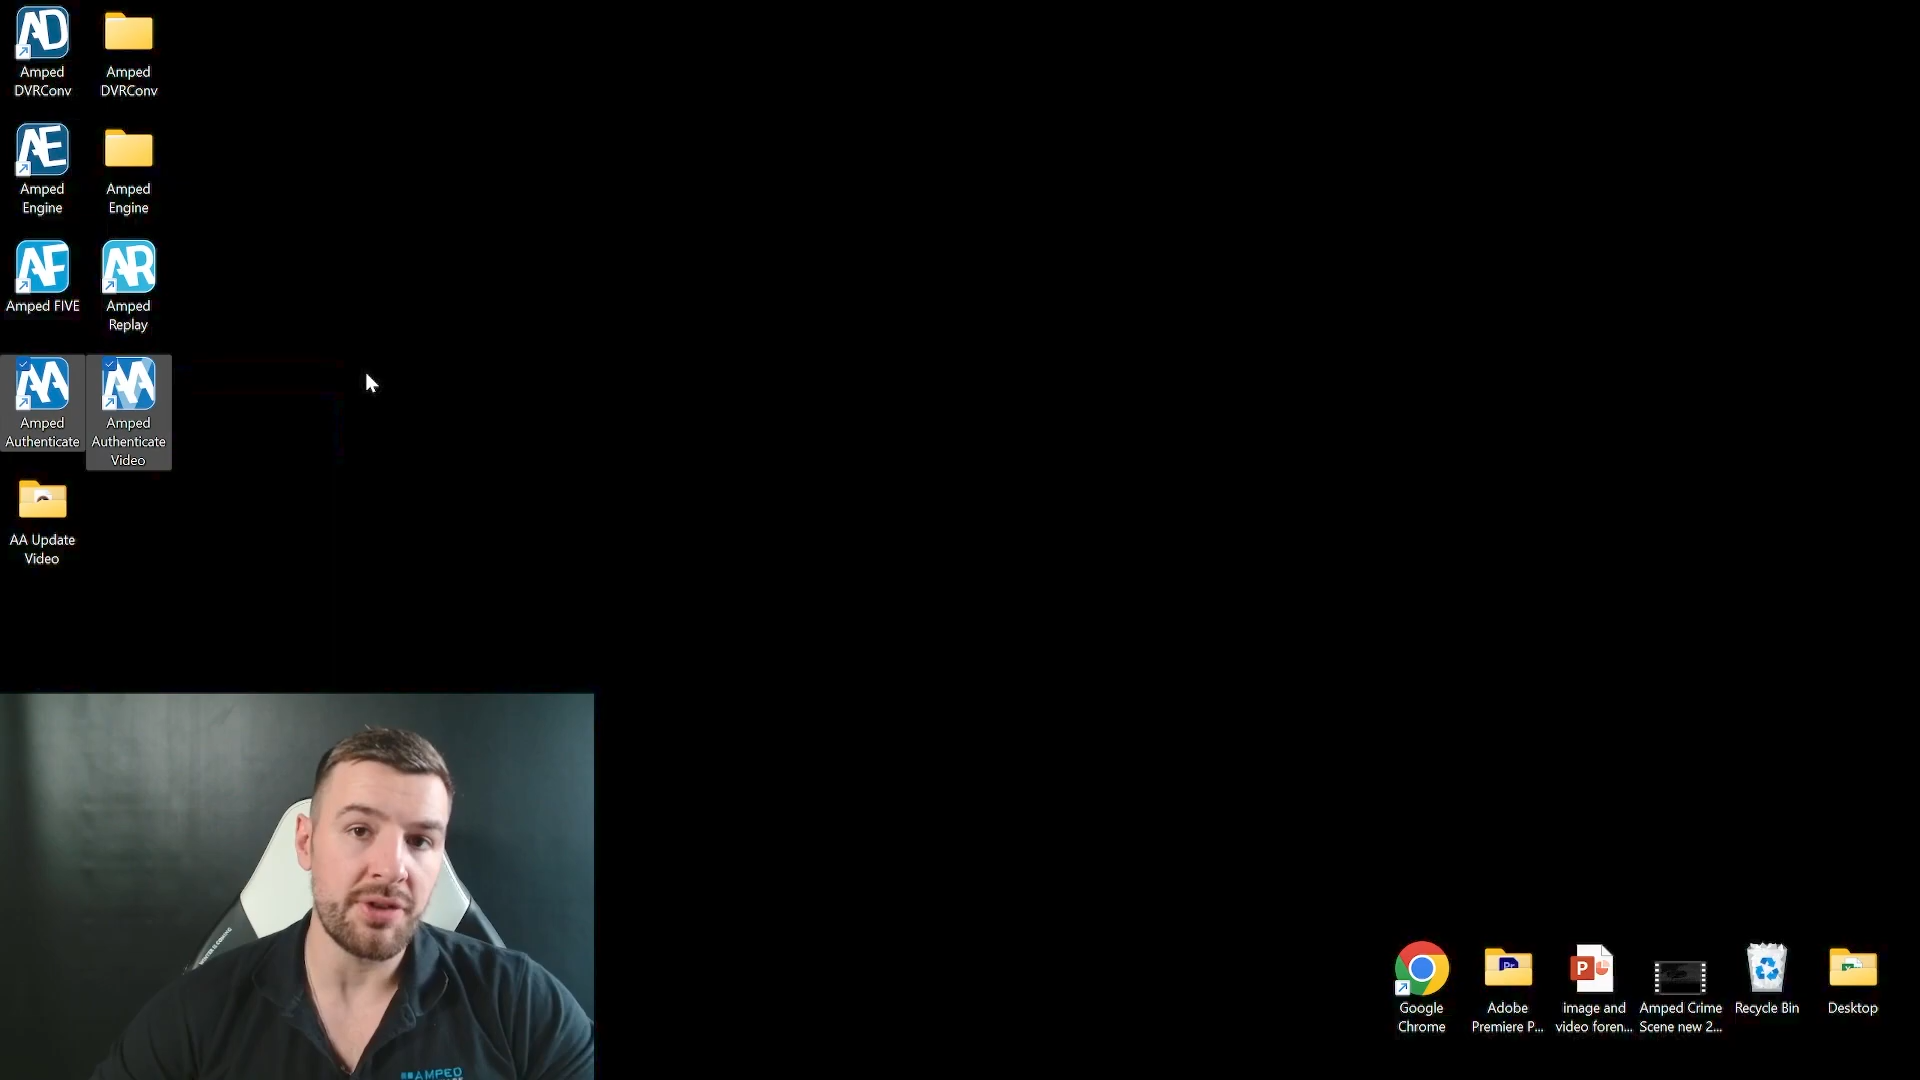 Amped
DVRConv
Amped
DVRConv
Amped
Engine
Amped
Engine
Amped FIVE
Amped
Replay
Amped
Authenticate
Amped
Authenticate
Video
AA Update
Video
AMPED
Google
Chrome
Adobe
Premiere P...
image and
video foren...
Amped Crime
Scene new 2...
Recycle Bin
Desktop